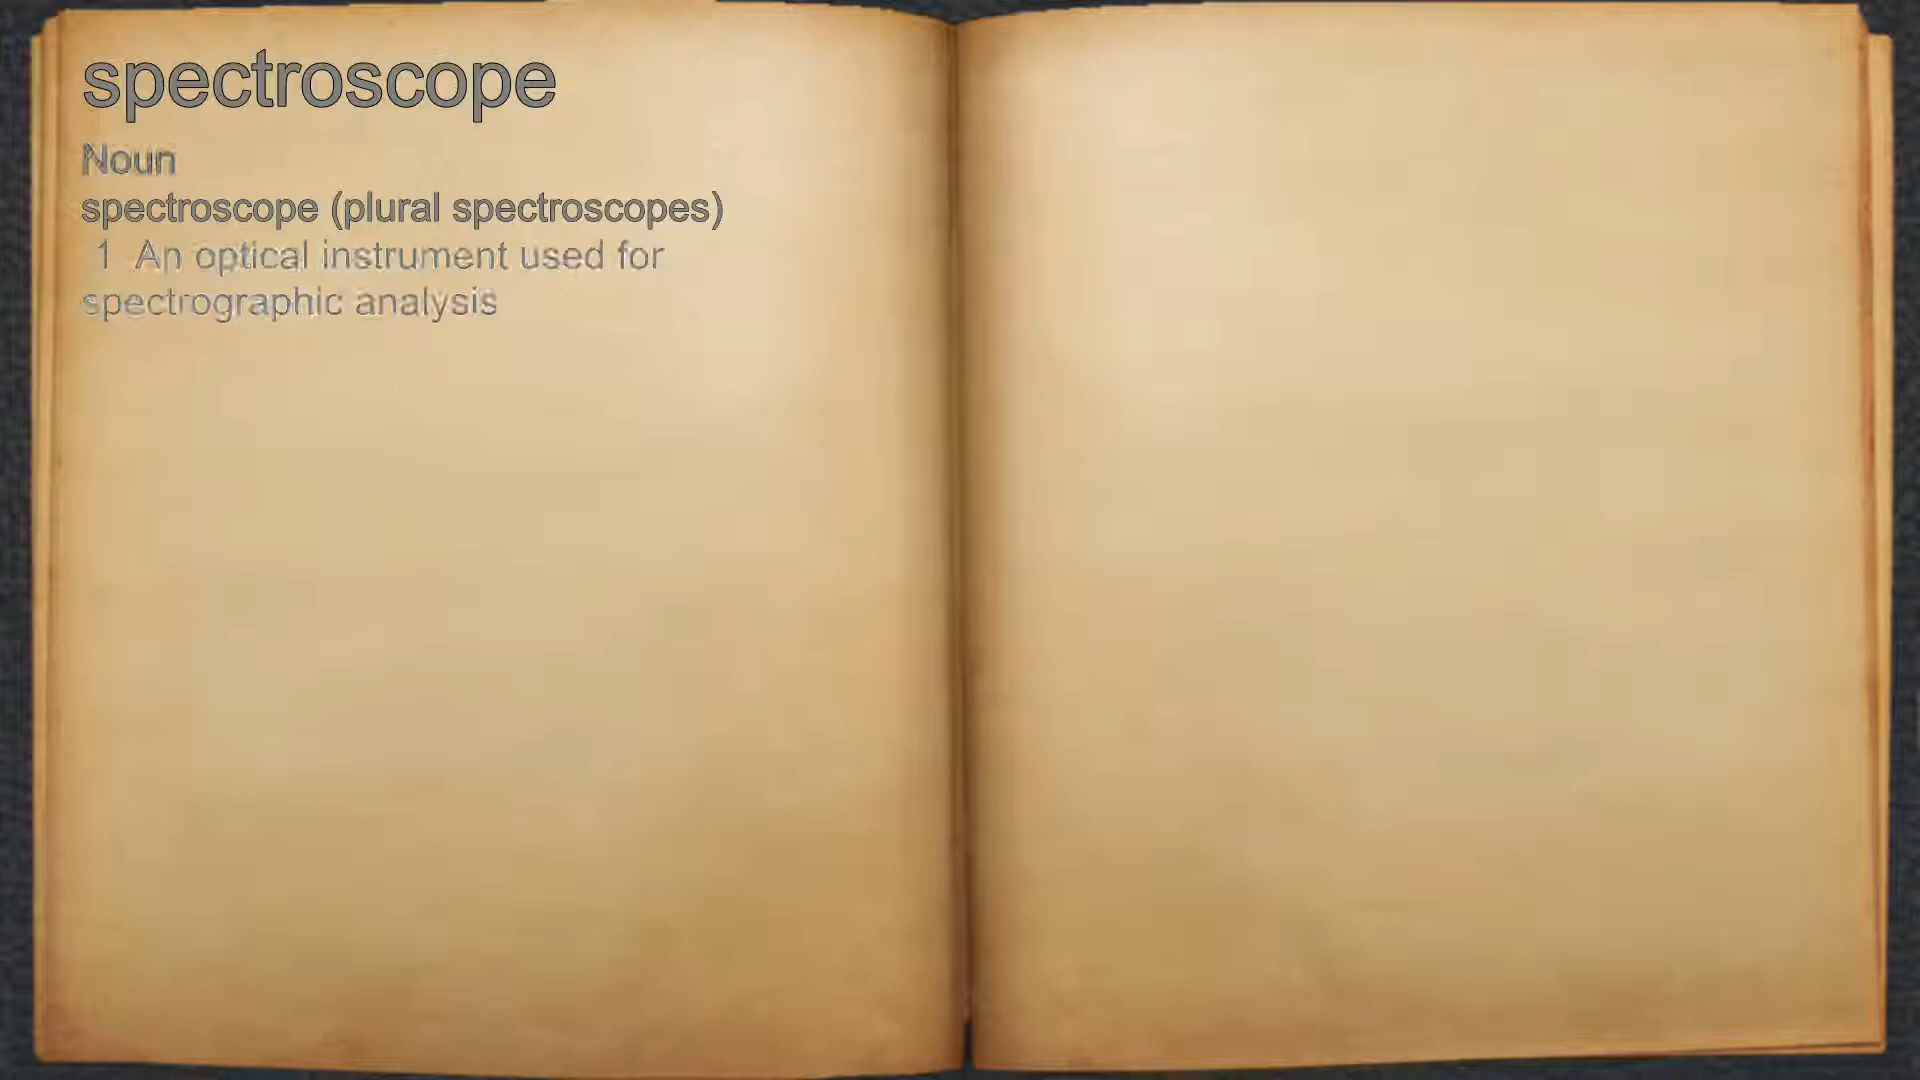 spectroscope
Noun
spectroscope (plural spectroscopes)
1 An optical instrument used for
spectrographic analysis